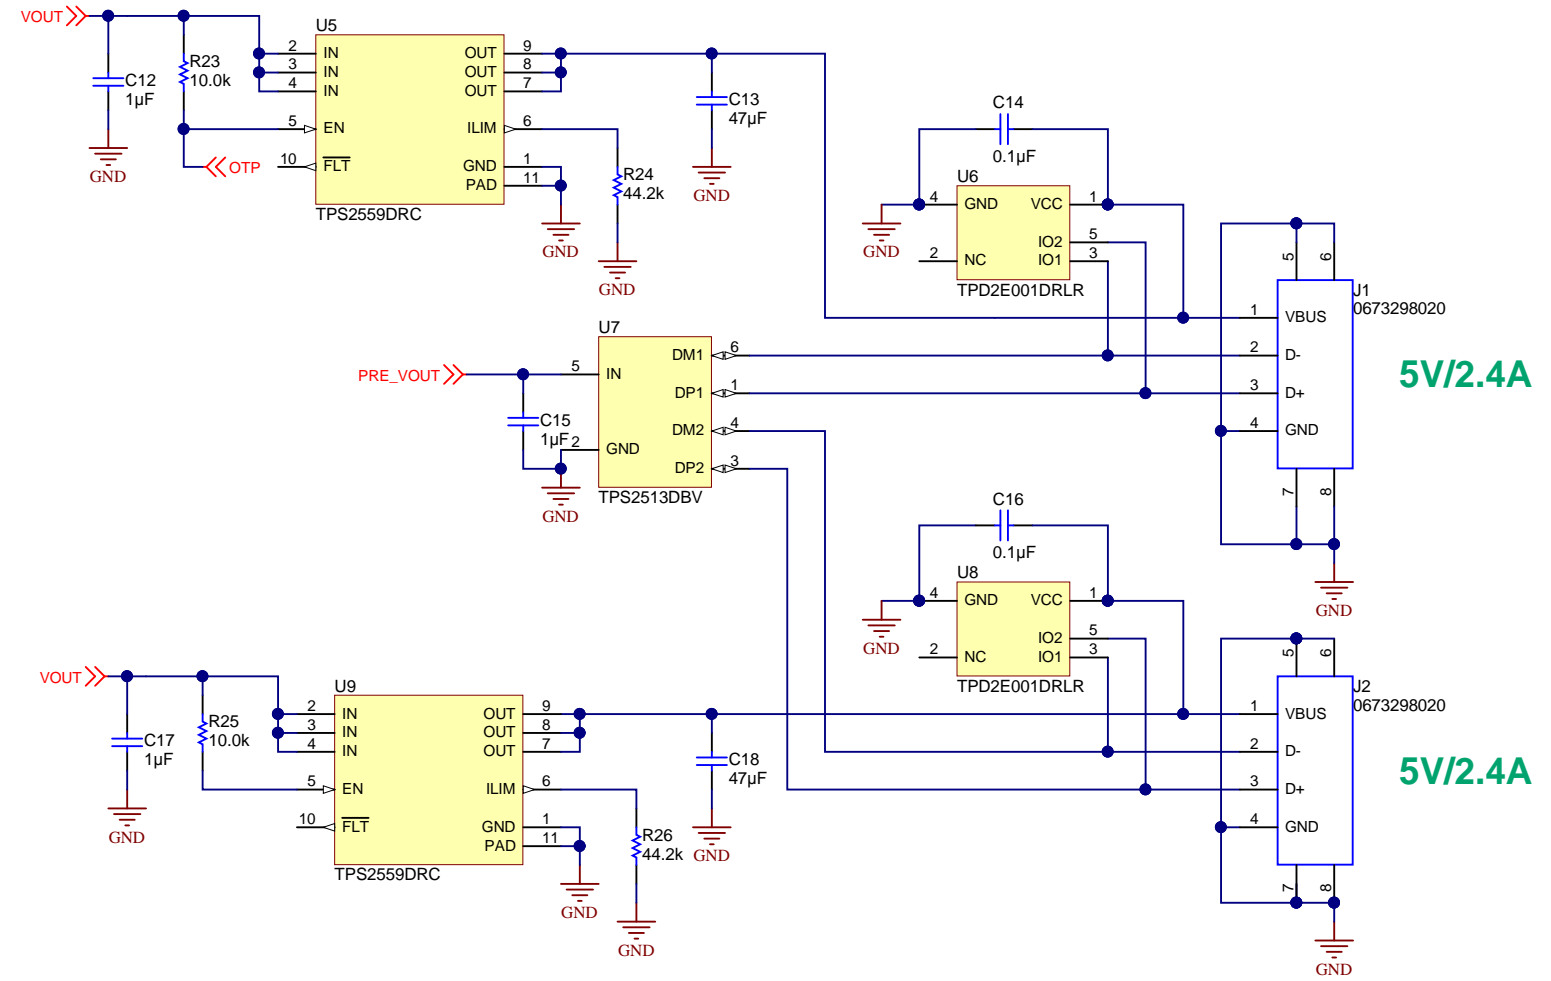 VOUT
C12
1µF
GND
R23
10.0k
OTP
U5
2 IN
3 IN
4 IN
5 EN
10 FLT
OUT 9
OUT 8
OUT 7
ILIM 6
GND 1
PAD 11
TPS2559DRC
GND
R24
44.2k
GND
C13
47µF
GND
C14
0.1µF
U6
4 GND
2 NC
VCC 1
IO2 5
IO1 3
TPD2E001DRLR
GND
5 6
J1
0673298020
1 VBUS
2 D-
3 D+
4 GND
7 8
GND
5V/2.4A
PRE_VOUT
C15
1µF
GND
U7
5 IN
2 GND
DM1 6
DP1 1
DM2 4
DP2 3
TPS2513DBV
C16
0.1µF
U8
4 GND
2 NC
VCC 1
IO2 5
IO1 3
TPD2E001DRLR
GND
VOUT
C17
1µF
GND
R25
10.0k
U9
2 IN
3 IN
4 IN
5 EN
10 FLT
OUT 9
OUT 8
OUT 7
ILIM 6
GND 1
PAD 11
TPS2559DRC
GND
R26
44.2k
GND
C18
47µF
GND
5 6
J2
0673298020
1 VBUS
2 D-
3 D+
4 GND
7 8
GND
5V/2.4A